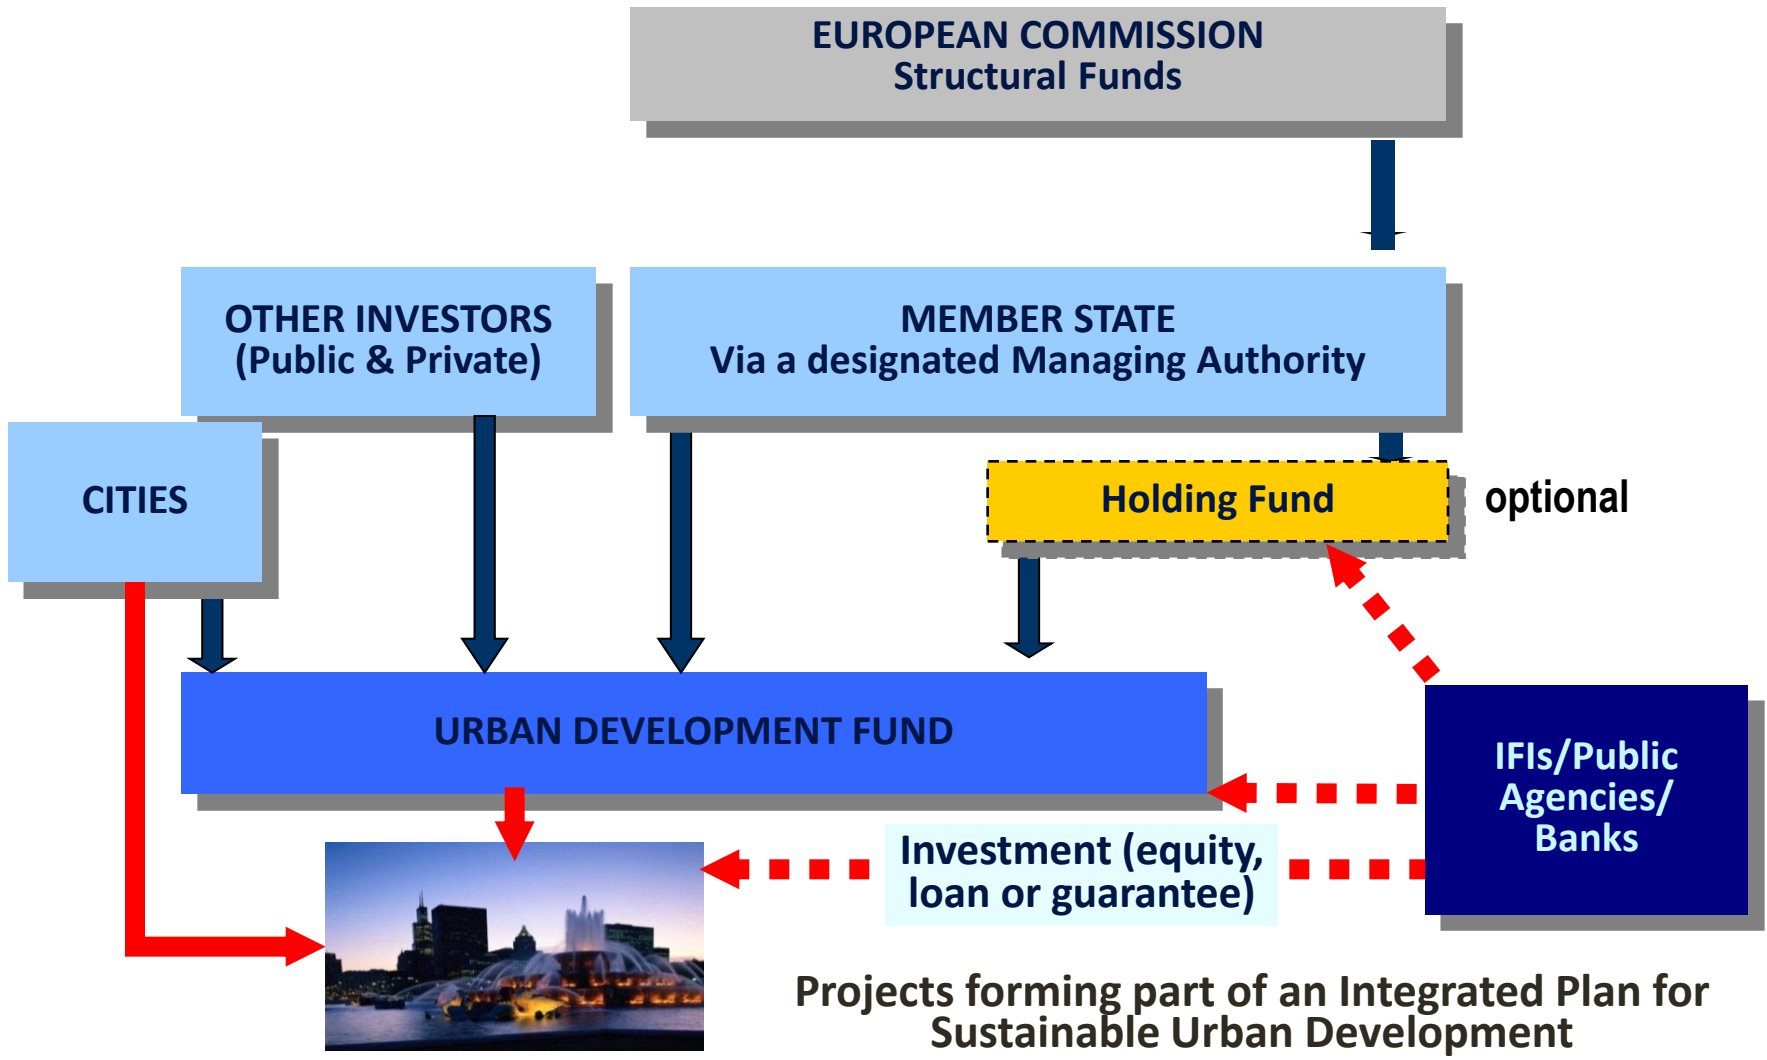 EUROPEAN COMMISSION
Structural Funds
OTHER INVESTORS
(Public & Private)
MEMBER STATE
Via a designated Managing Authority
CITIES
Holding Fund
optional
URBAN DEVELOPMENT FUND
IFIs/Public
Agencies/
Banks
Investment (equity,
loan or guarantee)
Projects forming part of an Integrated Plan for
Sustainable Urban Development